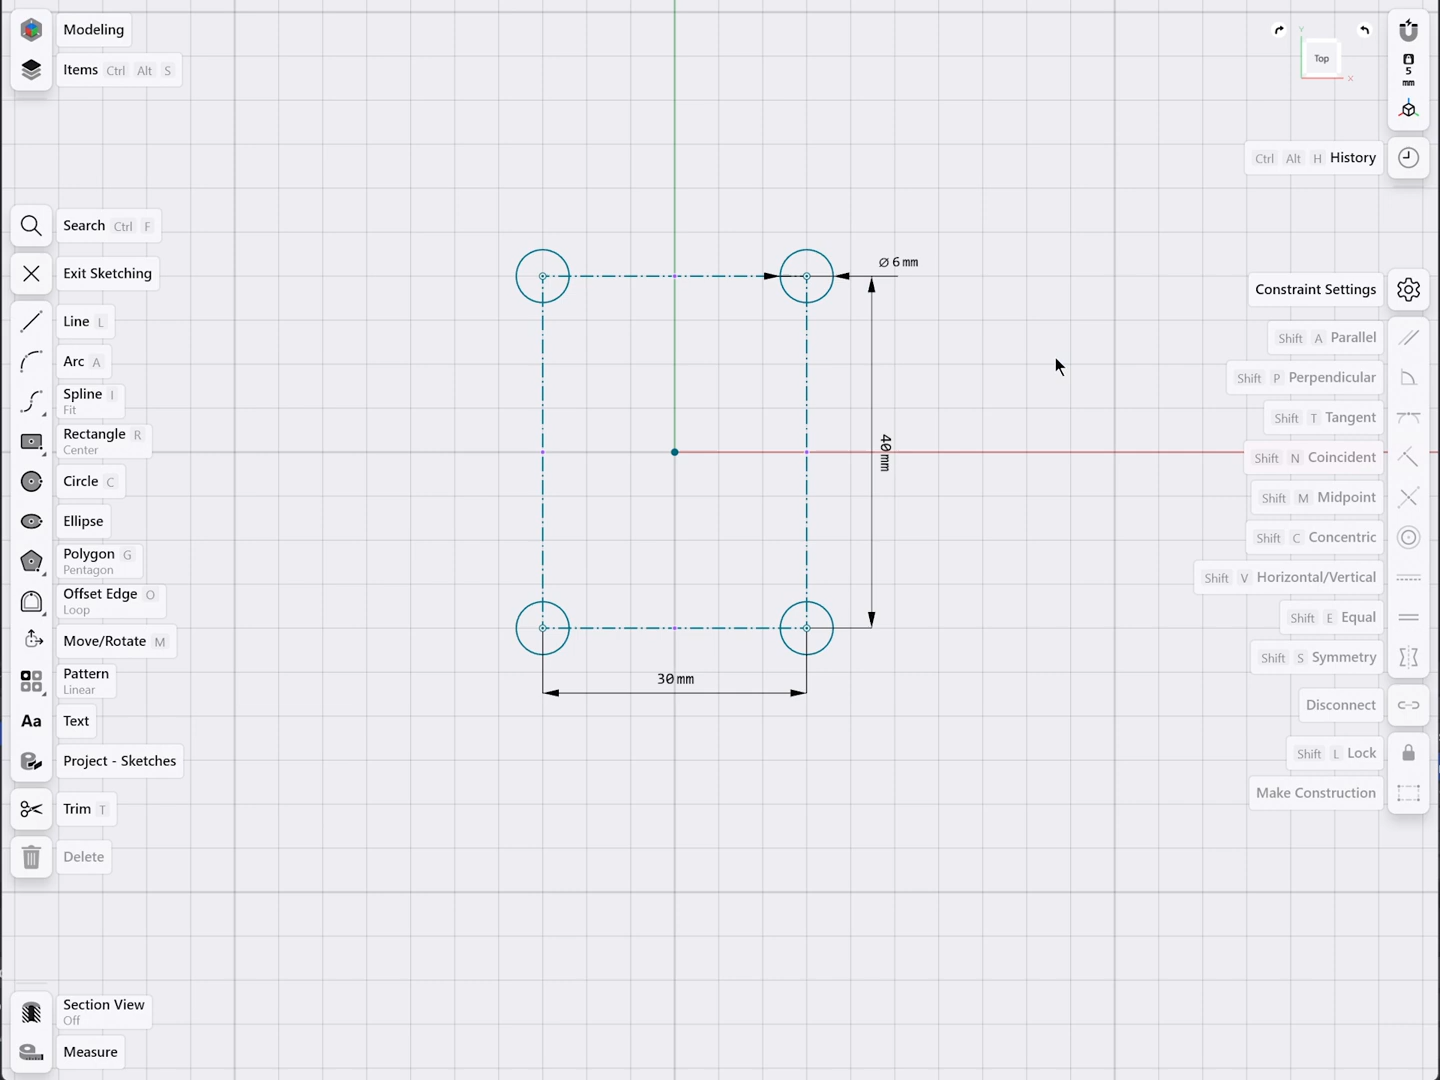 Modeling
Items Ctrl Alt S
Y
Top
X
5
mm
Ctrl Alt H History
Search Ctrl F
Exit Sketching
Line L
Arc A
Spline I
Fit
Rectangle R
Center
Circle C
Ellipse
Polygon G
Pentagon
Offset Edge O
Loop
Move/Rotate M
Pattern
Linear
Aa Text
Project - Sketches
Trim T
Delete
Section View
Off
Measure
∅ 6 mm
40 mm
30 mm
Constraint Settings
Shift A Parallel
Shift P Perpendicular
Shift T Tangent
Shift N Coincident
Shift M Midpoint
Shift C Concentric
Shift V Horizontal/Vertical
Shift E Equal
Shift S Symmetry
Disconnect
Shift L Lock
Make Construction